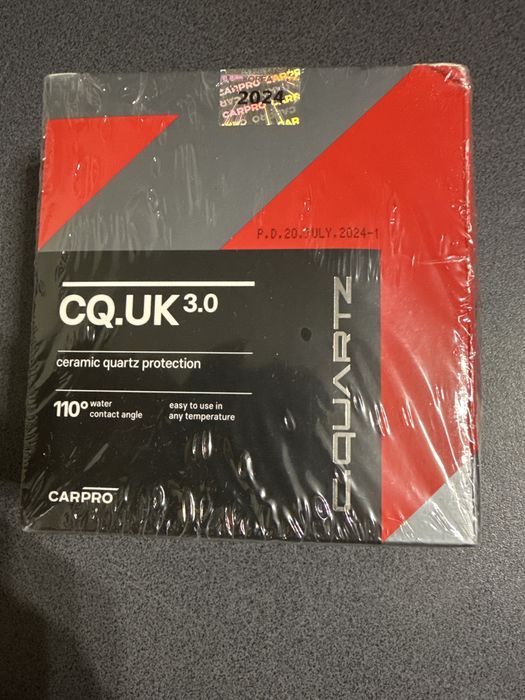 CARPRO
2024
CARPRO
P.D.20.JULY.2024-1
CQ.UK 3.0
ceramic quartz protection
110° water contact angle
easy to use in any temperature
CARPRO
CQUARTZ